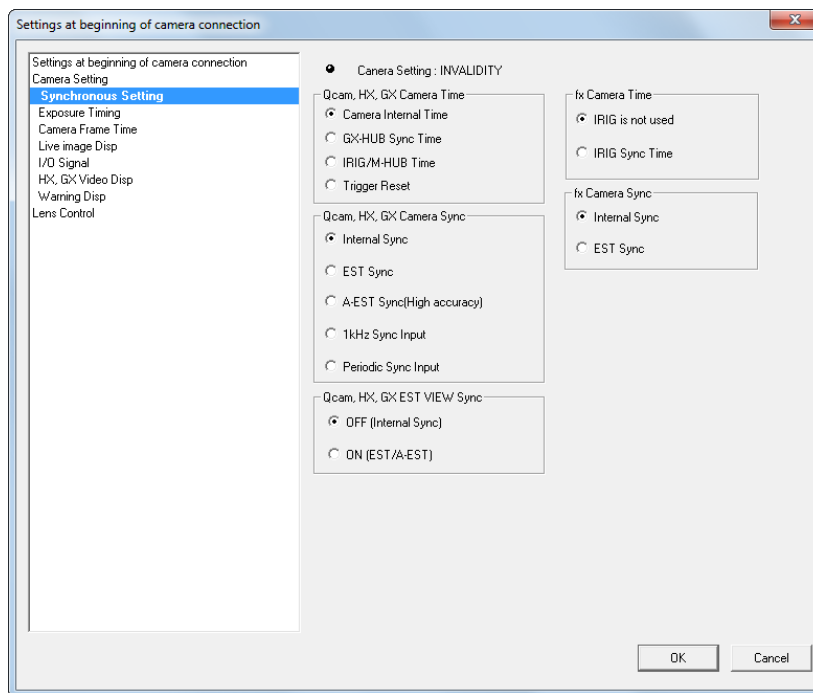 Settings at beginning of camera connection
Settings at beginning of camera connection
Camera Setting
Synchronous Setting
Exposure Timing
Camera Frame Time
Live image Disp
I/O Signal
HX, GX Video Disp
Warning Disp
Lens Control
Canera Setting : INVALIDITY
Qcam, HX, GX Camera Time
Camera Internal Time
GX-HUB Sync Time
IRIG/M-HUB Time
Trigger Reset
Qcam, HX, GX Camera Sync
Internal Sync
EST Sync
A-EST Sync(High accuracy)
1kHz Sync Input
Periodic Sync Input
Qcam, HX, GX EST VIEW Sync
OFF (Internal Sync)
ON (EST/A-EST)
fx Camera Time
IRIG is not used
IRIG Sync Time
fx Camera Sync
Internal Sync
EST Sync
OK
Cancel